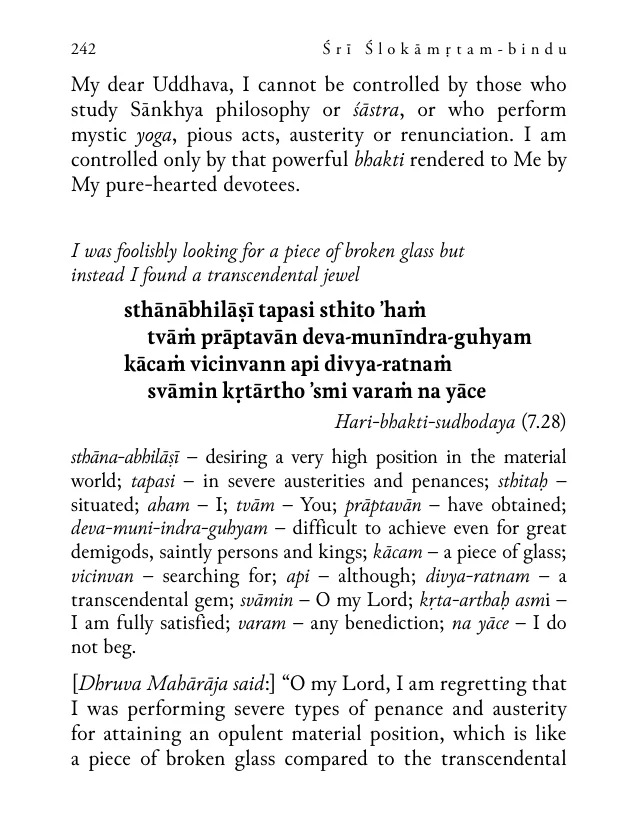 242 Śrī Ślokāmṛtam-bindu
My dear Uddhava, I cannot be controlled by those who
study Sānkhya philosophy or śāstra, or who perform
mystic yoga, pious acts, austerity or renunciation. I am
controlled only by that powerful bhakti rendered to Me by
My pure-hearted devotees.
I was foolishly looking for a piece of broken glass but
instead I found a transcendental jewel
sthānābhilāṣī tapasi sthito ’haṁ
tvāṁ prāptavān deva-munīndra-guhyam
kācaṁ vicinvann api divya-ratnaṁ
svāmin kṛtārtho ’smi varaṁ na yāce
Hari-bhakti-sudhodaya (7.28)
sthāna-abhilāṣī – desiring a very high position in the material
world; tapasi – in severe austerities and penances; sthitaḥ –
situated; aham – I; tvām – You; prāptavān – have obtained;
deva-muni-indra-guhyam – difficult to achieve even for great
demigods, saintly persons and kings; kācam – a piece of glass;
vicinvan – searching for; api – although; divya-ratnam – a
transcendental gem; svāmin – O my Lord; kṛta-arthaḥ asmi –
I am fully satisfied; varam – any benediction; na yāce – I do
not beg.
[Dhruva Mahārāja said:] “O my Lord, I am regretting that
I was performing severe types of penance and austerity
for attaining an opulent material position, which is like
a piece of broken glass compared to the transcendental